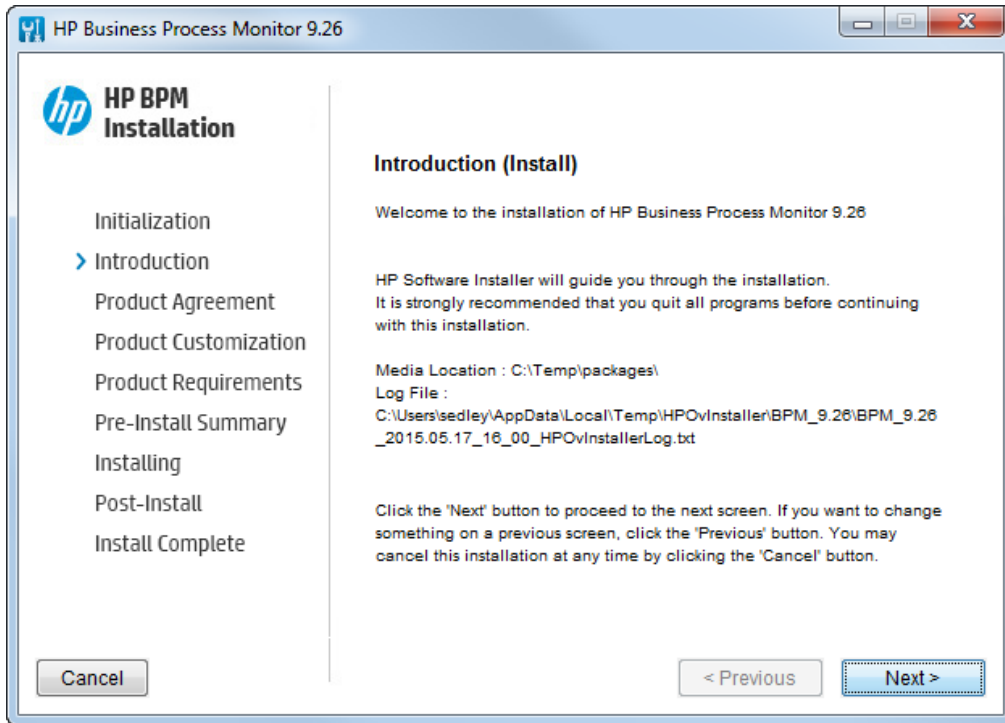 HP Business Process Monitor 9.26
hp
HP BPM
Installation
Initialization
Introduction
Product Agreement
Product Customization
Product Requirements
Pre-Install Summary
Installing
Post-Install
Install Complete
Introduction (Install)
Welcome to the installation of HP Business Process Monitor 9.26
HP Software Installer will guide you through the installation.
It is strongly recommended that you quit all programs before continuing
with this installation.
Media Location : C:\Temp\packages\
Log File :
C:\Users\sedley\AppData\Local\Temp\HPOvInstaller\BPM_9.26\BPM_9.26
_2015.05.17_16_00_HPOvInstallerLog.txt
Click the 'Next' button to proceed to the next screen. If you want to change
something on a previous screen, click the 'Previous' button. You may
cancel this installation at any time by clicking the 'Cancel' button.
Cancel
< Previous
Next >